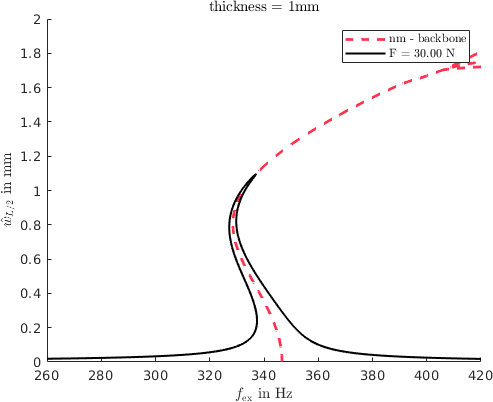 thickness = 1mm
nm - backbone
F = 30.00 N
2
1.8
1.6
1.4
1.2
1
0.8
0.6
0.4
0.2
0
ŵ_{L/2} in mm
260 280 300 320 340 360 380 400 420
f_{ex} in Hz